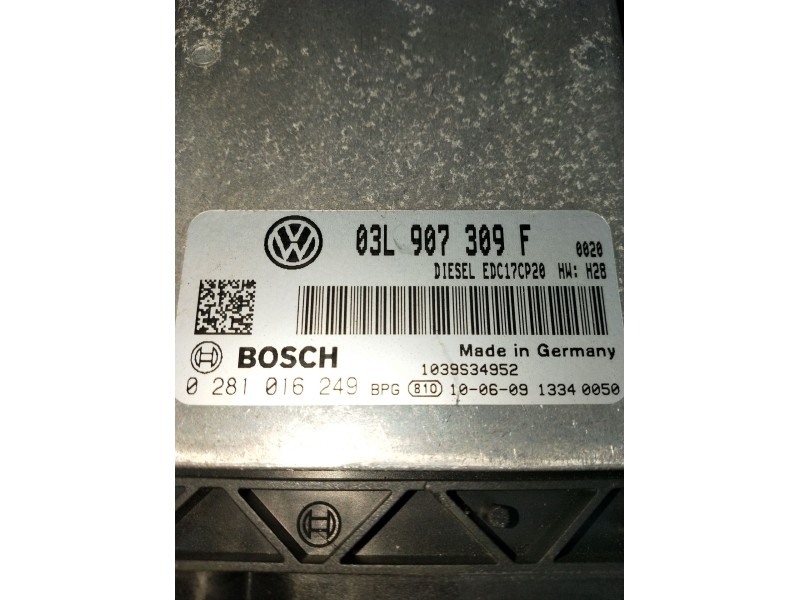 03L 907 309 F 0020
DIESEL EDC17CP20 HW: H28
BOSCH Made in Germany
1039S34952
0 281 016 249 BPG 810 10-06-09 1334 0050